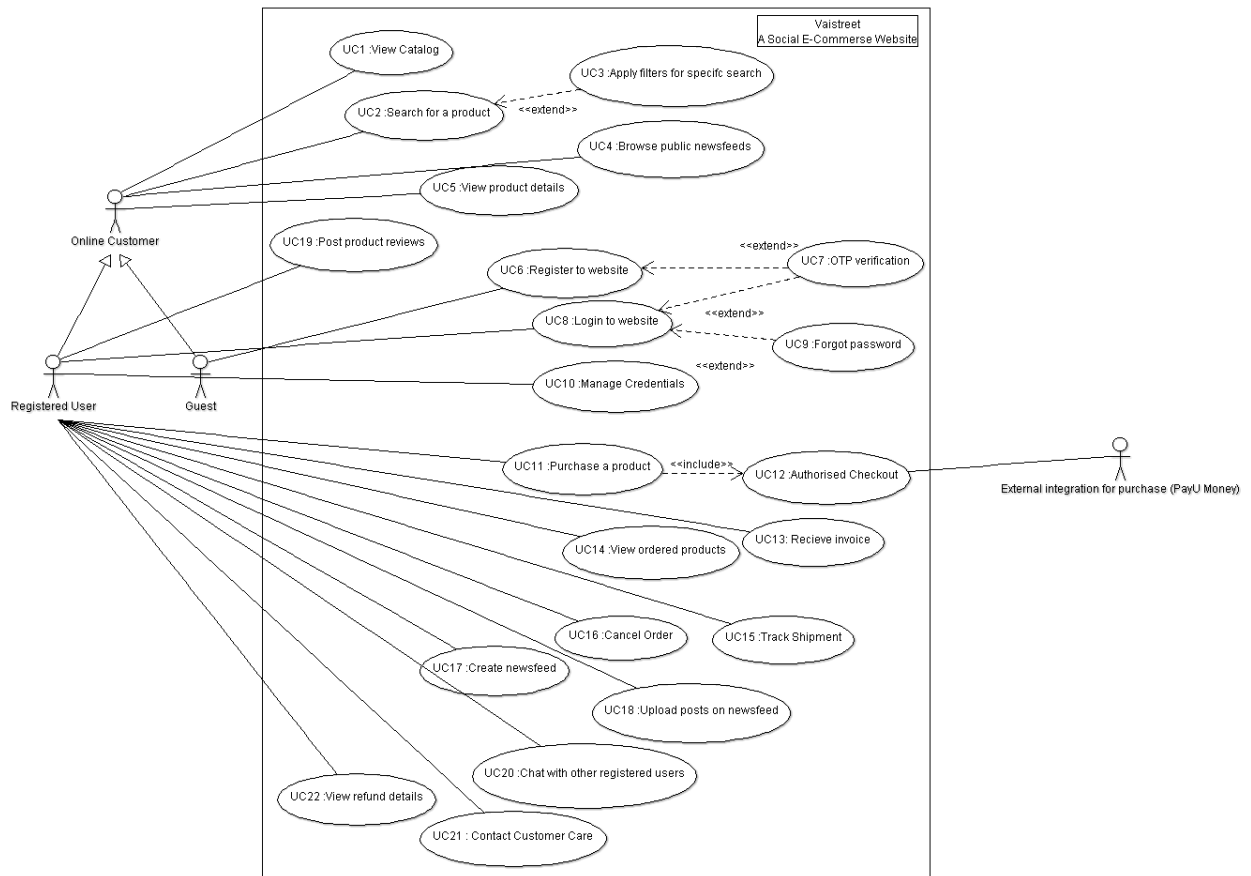 Vaistreet
A Social E-Commerse Website
UC1 :View Catalog
UC3 :Apply filters for specifc search
UC2 :Search for a product
<<extend>>
UC4 :Browse public newsfeeds
UC5 :View product details
Online Customer
UC19 :Post product reviews
<<extend>>
UC7 :OTP verification
UC6 :Register to website
<<extend>>
UC8 :Login to website
UC9 :Forgot password
<<extend>>
UC10 :Manage Credentials
Registered User
Guest
UC11 :Purchase a product
<<include>>
UC12 :Authorised Checkout
External integration for purchase (PayU Money)
UC13: Recieve invoice
UC14 :View ordered products
UC16 :Cancel Order
UC15 :Track Shipment
UC17 :Create newsfeed
UC18 :Upload posts on newsfeed
UC20 :Chat with other registered users
UC22 :View refund details
UC21 : Contact Customer Care